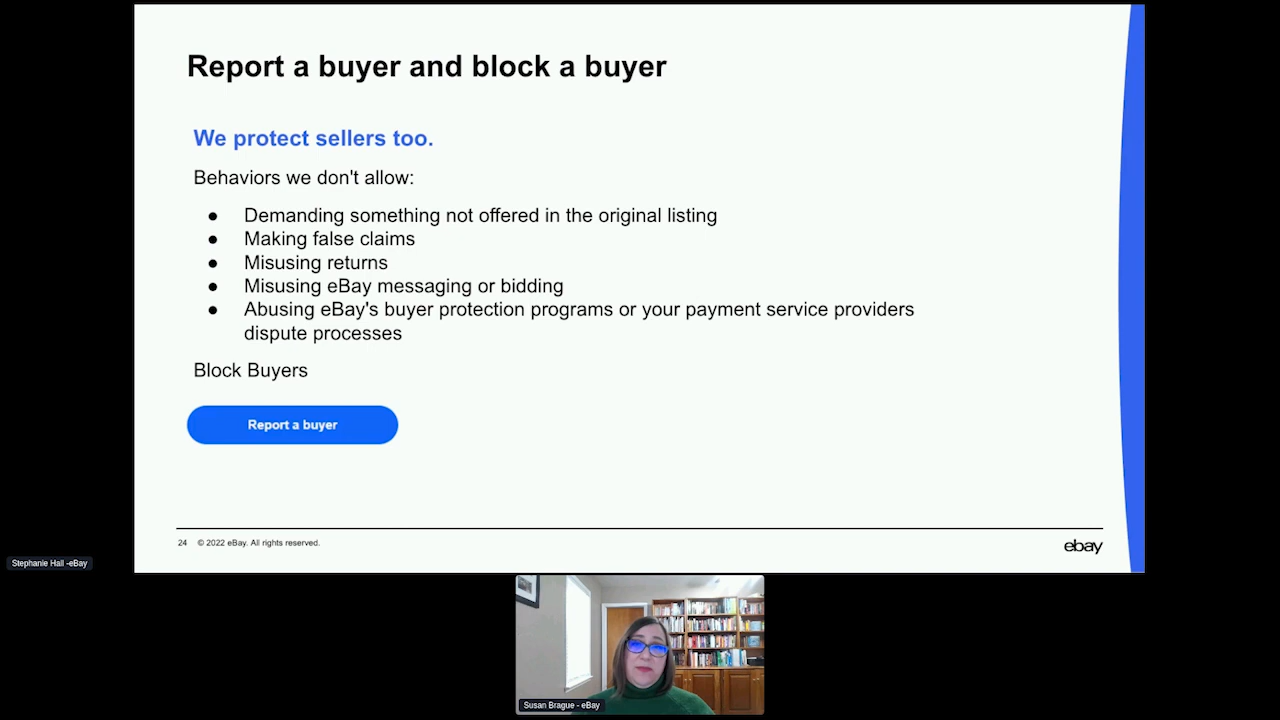 Report a buyer and block a buyer
We protect sellers too.
Behaviors we don't allow:
● Demanding something not offered in the original listing
● Making false claims
● Misusing returns
● Misusing eBay messaging or bidding
● Abusing eBay's buyer protection programs or your payment service providers
dispute processes
Block Buyers
Report a buyer
24 © 2022 eBay. All rights reserved.
ebay
Stephanie Hall -eBay
Susan Brague - eBay